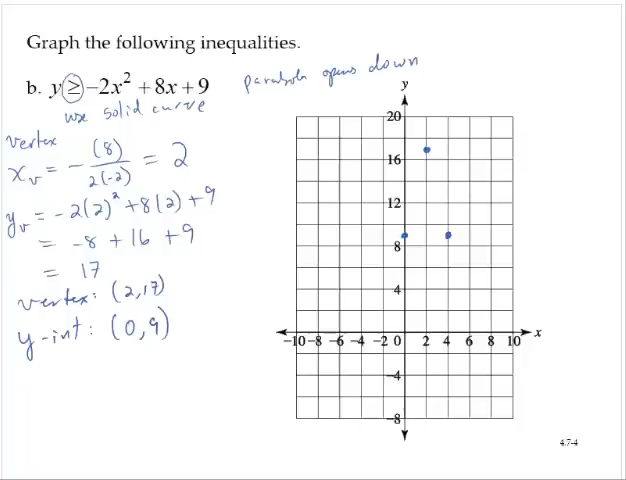 Graph the following inequalities.
b. y ≥ −2x² + 8x + 9 parabola opens down
use solid curve
vertex
xᵥ = − (8) / 2(−2) = 2
yᵥ = −2(2)² + 8(2) + 9
= −8 + 16 + 9
= 17
vertex: (2,17)
y-int: (0,9)
y
20
16
12
8
4
−10 −8 −6 −4 −2 0 2 4 6 8 10 x
−4
−8
4.7-4